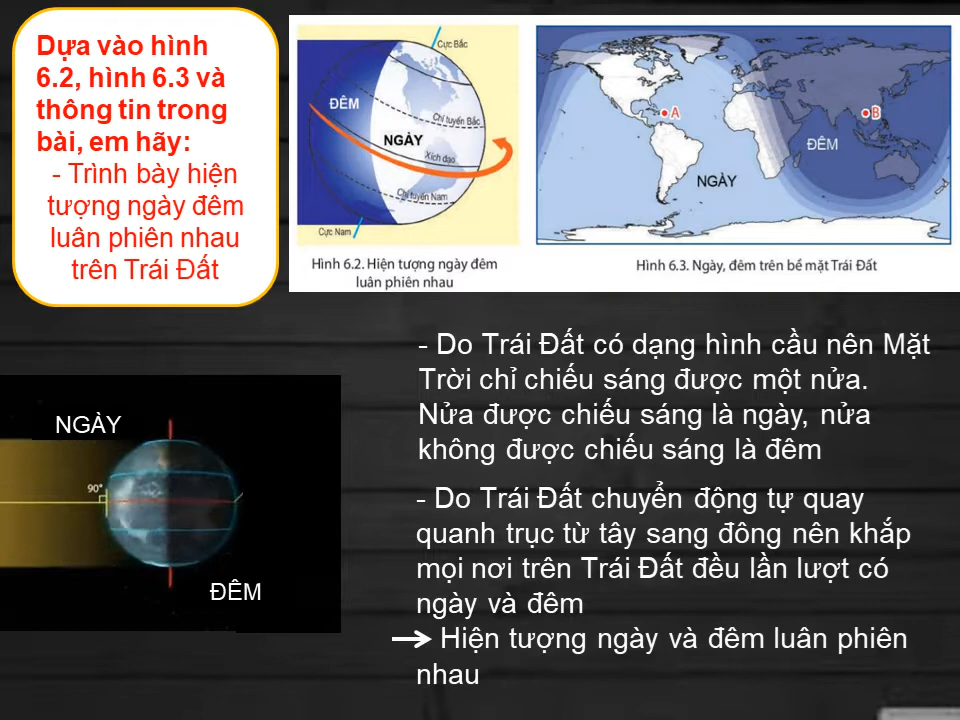 Dựa vào hình
6.2, hình 6.3 và
thông tin trong
bài, em hãy:
- Trình bày hiện
tượng ngày đêm
luân phiên nhau
trên Trái Đất
Cực Bắc
ĐÊM
Chí tuyến Bắc
NGÀY
Xích đạo
Chí tuyến Nam
Cực Nam
Hình 6.2. Hiện tượng ngày đêm
luân phiên nhau
A
B
ĐÊM
NGÀY
Hình 6.3. Ngày, đêm trên bề mặt Trái Đất
NGÀY
90°
ĐÊM
- Do Trái Đất có dạng hình cầu nên Mặt
Trời chỉ chiếu sáng được một nửa.
Nửa được chiếu sáng là ngày, nửa
không được chiếu sáng là đêm
- Do Trái Đất chuyển động tự quay
quanh trục từ tây sang đông nên khắp
mọi nơi trên Trái Đất đều lần lượt có
ngày và đêm
Hiện tượng ngày và đêm luân phiên
nhau